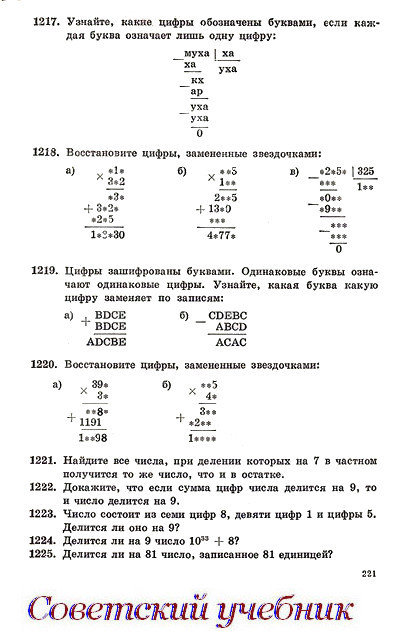 1217. Узнайте, какие цифры обозначены буквами, если каж-
дая буква означает лишь одну цифру:
_муха | ха
ха уха
_кх
ар
_уха
уха
0
1218. Восстановите цифры, замененные звездочками:
а) × *1* б) × **5 в) _*2*5* | 325
3*2 1** *** 1**
*3* 2**5 _*0**
+ 3*2* + 13*0 *9**
*2*5 *** _***
1*8*30 4*77* ***
0
1219. Цифры зашифрованы буквами. Одинаковые буквы озна-
чают одинаковые цифры. Узнайте, какая буква какую
цифру заменяет по записям:
а) + BDCE б) _ CDEBC
BDCE ABCD
ADCBE ACAC
1220. Восстановите цифры, замененные звездочками:
а) × 39* б) × **5
3* 4*
+ **8* + 3**
1191 *2**
1**98 1****
1221. Найдите все числа, при делении которых на 7 в частном
получится то же число, что и в остатке.
1222. Докажите, что если сумма цифр числа делится на 9, то
и число делится на 9.
1223. Число состоит из семи цифр 8, девяти цифр 1 и цифры 5.
Делится ли оно на 9?
1224. Делится ли на 9 число 10³³ + 8?
1225. Делится ли на 81 число, записанное 81 единицей?
221
Советский учебник